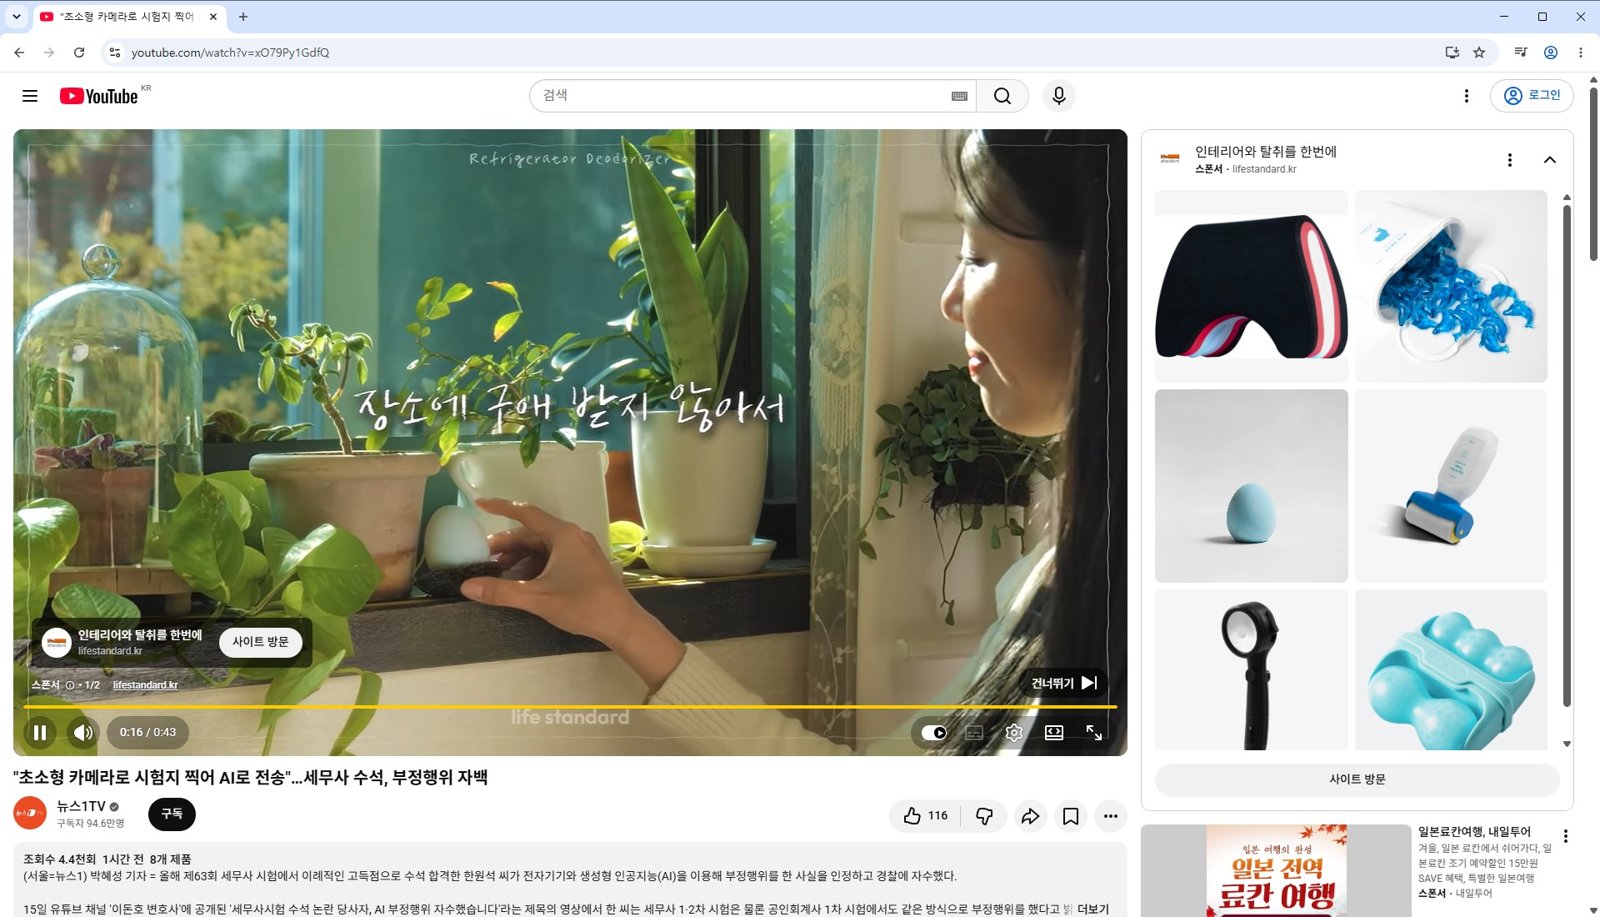 "초소형 카메라로 시험지 찍어
youtube.com/watch?v=xO79Py1GdfQ
YouTube KR
검색
로그인
Refrigerator Deodorizer
장소에 구애 받지 않아서
인테리어와 탈취를 한번에
lifestandard.kr
사이트 방문
스폰서 · 1/2 lifestandard.kr
건너뛰기
life standard
0:16 / 0:43
"초소형 카메라로 시험지 찍어 AI로 전송"...세무사 수석, 부정행위 자백
뉴스1TV
구독자 94.6만명
구독
116
조회수 4.4천회 1시간 전 8개 제품
(서울=뉴스1) 박혜성 기자 = 올해 제63회 세무사 시험에서 이례적인 고득점으로 수석 합격한 한원석 씨가 전자기기와 생성형 인공지능(AI)을 이용해 부정행위를 한 사실을 인정하고 경찰에 자수했다.
15일 유튜브 채널 '이돈호 변호사'에 공개된 '세무사시험 수석 논란 당사자, AI 부정행위 자수했습니다'라는 제목의 영상에서 한 씨는 세무사 1·2차 시험은 물론 공인회계사 1차 시험에서도 같은 방식으로 부정행위를 했다고 더보기
인테리어와 탈취를 한번에
스폰서 · lifestandard.kr
사이트 방문
일본 여행의 완성
일본 전역
료칸 여행
일본료칸여행, 내일투어
겨울, 일본 료칸에서 쉬어가다, 일
본료칸 조기 예약할인 15만원
SAVE 혜택, 특별한 일본여행
스폰서 · 내일투어